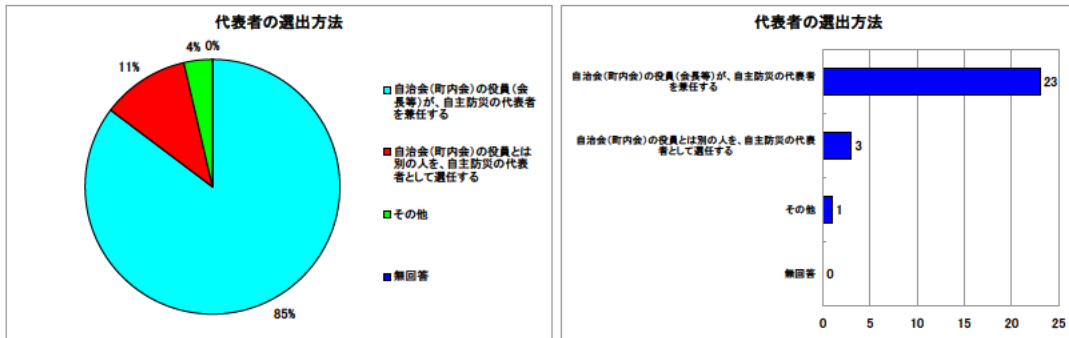 代表者の選出方法
4% 0%
11%
85%
自治会(町内会)の役員(会
長等)が、自主防災の代表者
を兼任する
自治会(町内会)の役員とは
別の人を、自主防災の代表
者として選任する
その他
無回答
代表者の選出方法
自治会(町内会)の役員(会長等)が、自主防災の代表者
を兼任する
23
自治会(町内会)の役員とは別の人を、自主防災の代表
者として選任する
3
その他
1
無回答
0
0 5 10 15 20 25